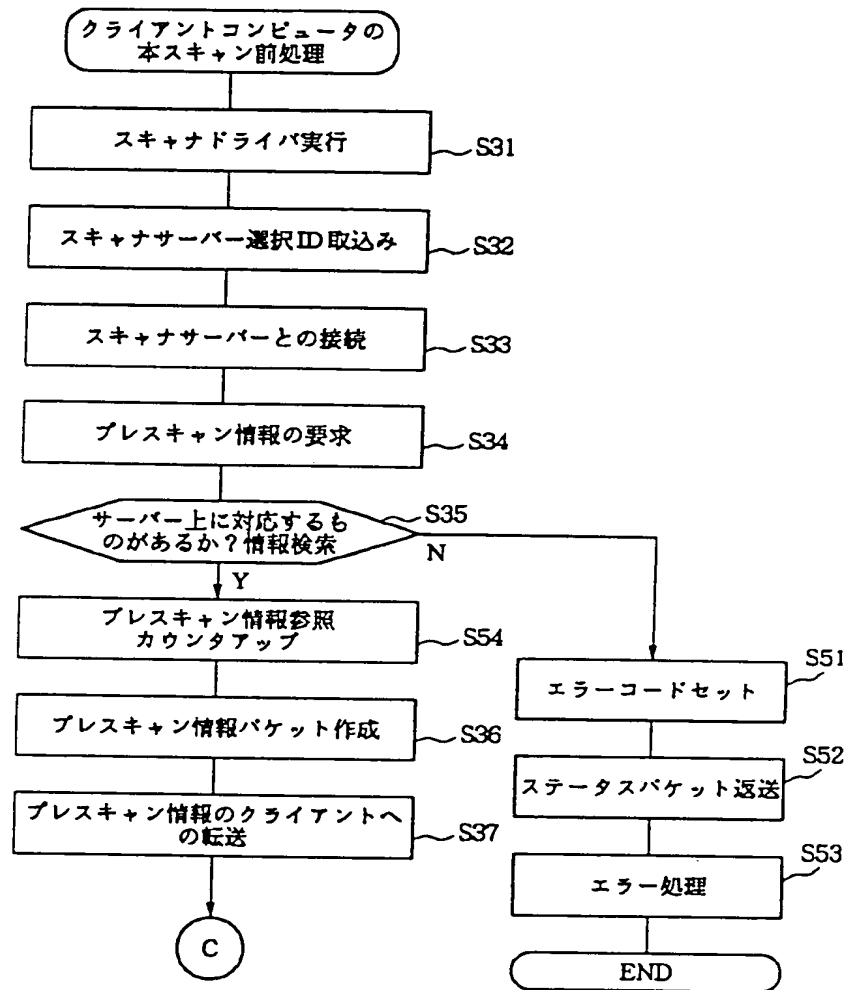 クライアントコンピュータの
本スキャン前処理
スキャナドライバ実行
S31
スキャナサーバー選択ID取込み
S32
スキャナサーバーとの接続
S33
プレスキャン情報の要求
S34
サーバー上に対応するも
のがあるか?情報検索
S35
N
Y
プレスキャン情報参照
カウンタアップ
S54
プレスキャン情報パケット作成
S36
プレスキャン情報のクライアントへ
の転送
S37
C
エラーコードセット
S51
ステータスパケット返送
S52
エラー処理
S53
END